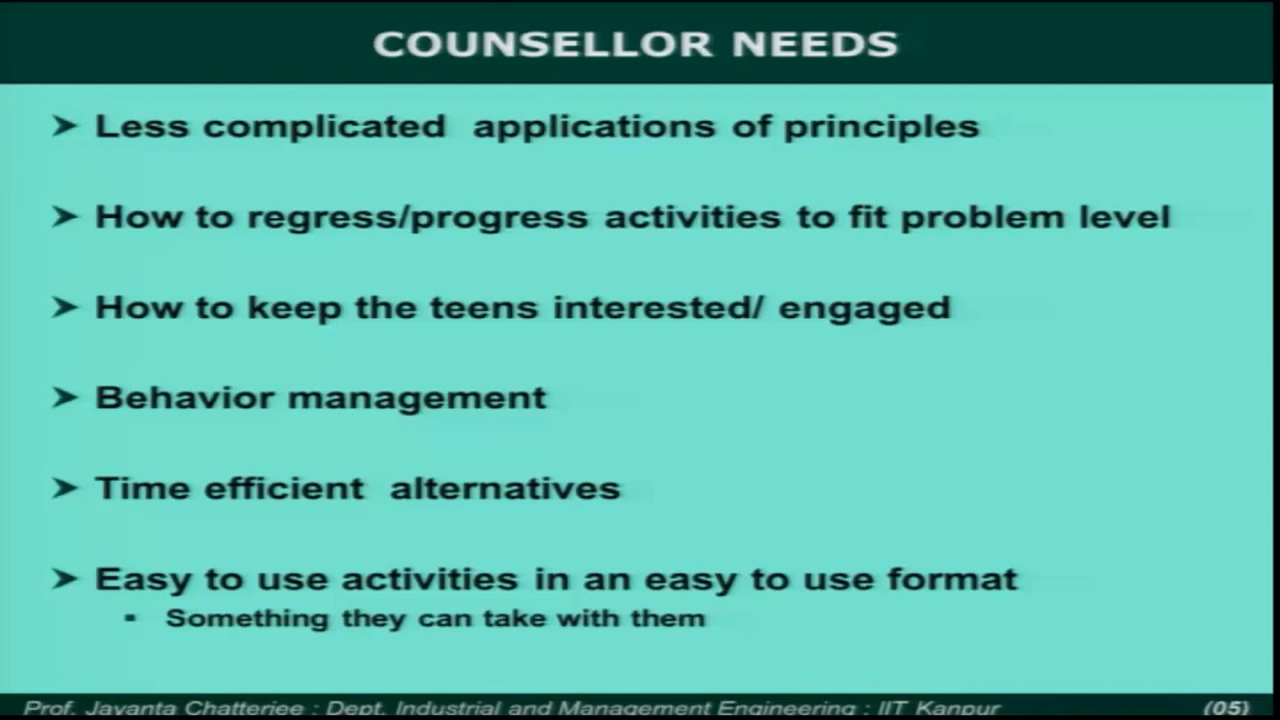 COUNSELLOR NEEDS
➤ Less complicated applications of principles
➤ How to regress/progress activities to fit problem level
➤ How to keep the teens interested/ engaged
➤ Behavior management
➤ Time efficient alternatives
➤ Easy to use activities in an easy to use format
▪ Something they can take with them
Prof. Jayanta Chatterjee : Dept. Industrial and Management Engineering : IIT Kanpur (05)